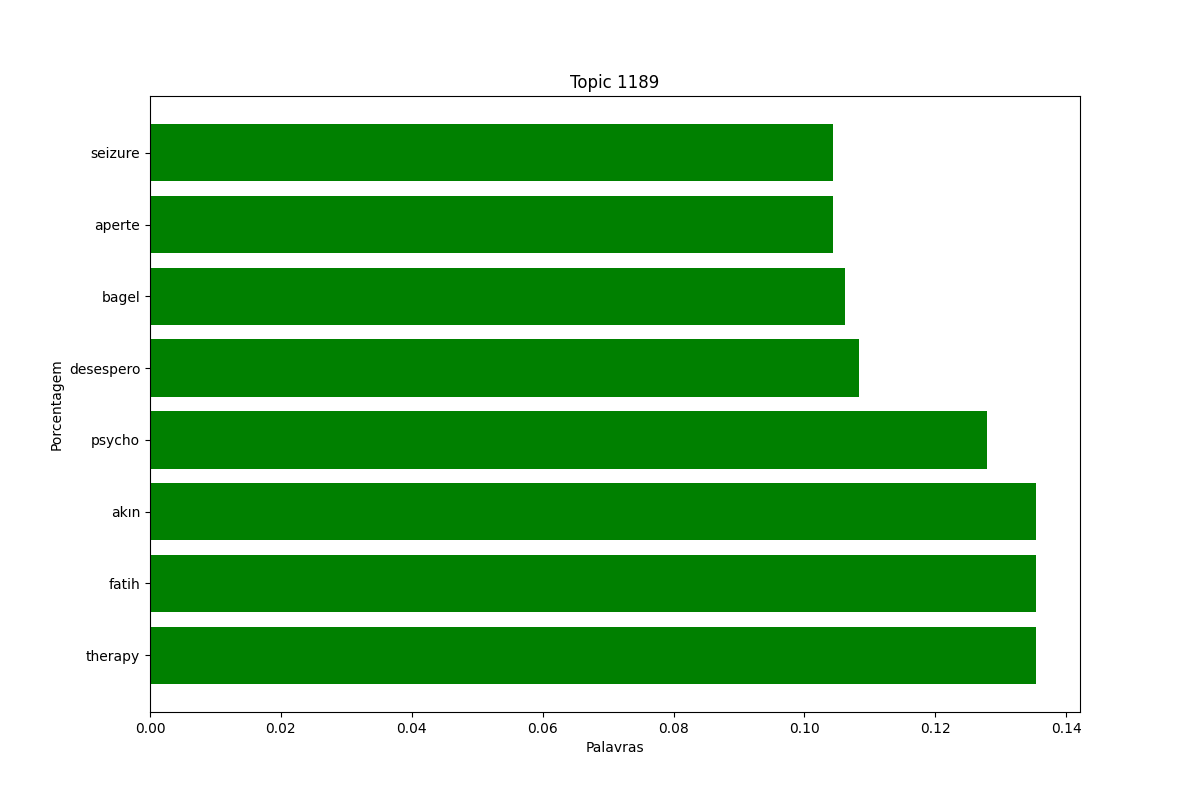 Topic 1189
seizure
aperte
bagel
desespero
psycho
akın
fatih
therapy
Porcentagem
0.00 0.02 0.04 0.06 0.08 0.10 0.12 0.14
Palavras